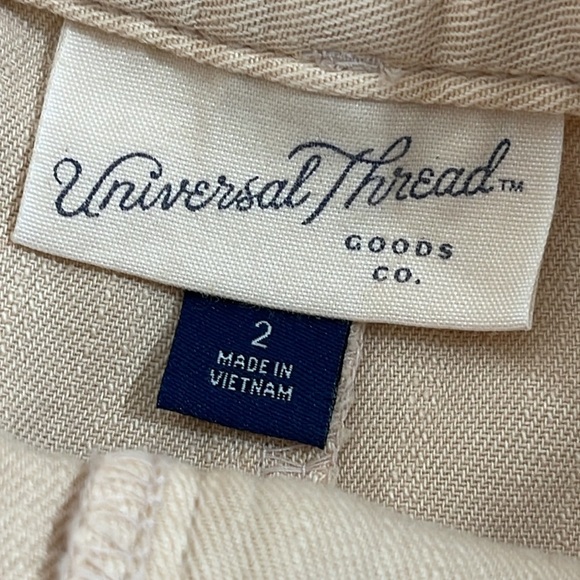 Universal Thread™
GOODS
CO.
2
MADE IN
VIETNAM